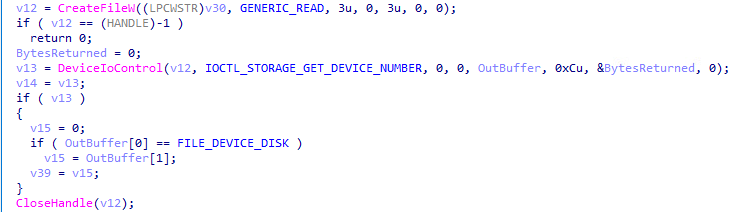 v12 = CreateFileW((LPCWSTR)v30, GENERIC_READ, 3u, 0, 3u, 0, 0);
if ( v12 == (HANDLE)-1 )
return 0;
BytesReturned = 0;
v13 = DeviceIoControl(v12, IOCTL_STORAGE_GET_DEVICE_NUMBER, 0, 0, OutBuffer, 0xCu, &BytesReturned, 0);
v14 = v13;
if ( v13 )
{
v15 = 0;
if ( OutBuffer[0] == FILE_DEVICE_DISK )
v15 = OutBuffer[1];
v39 = v15;
}
CloseHandle(v12);